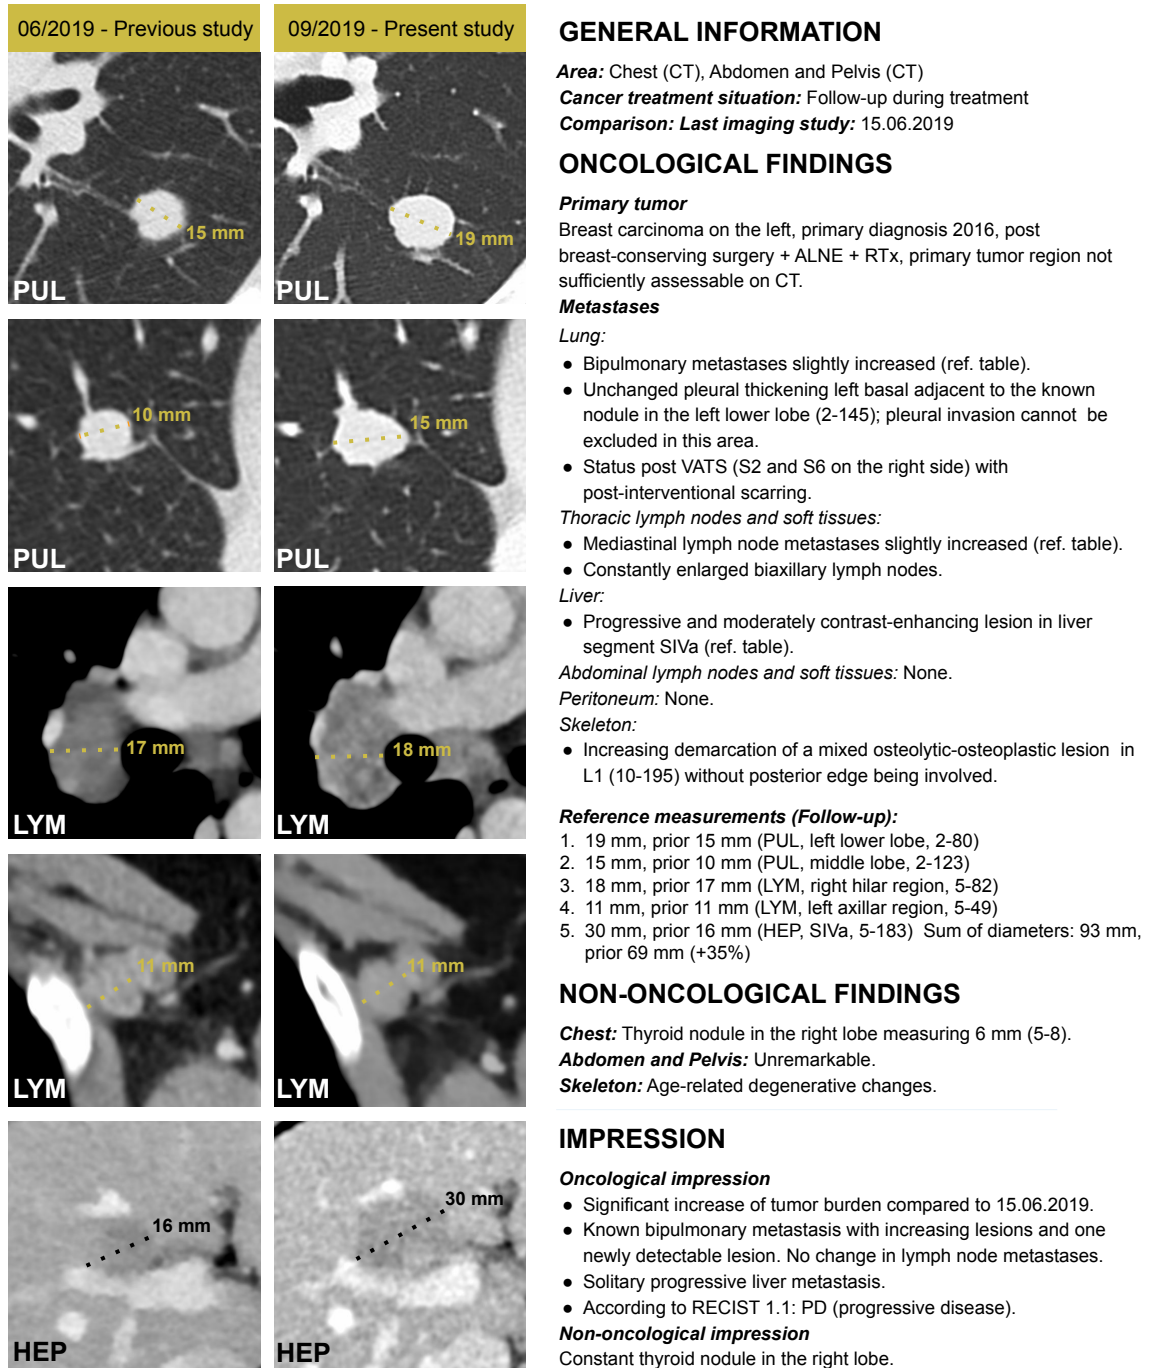 06/2019 - Previous study
09/2019 - Present study
15 mm
PUL
19 mm
PUL
10 mm
PUL
15 mm
PUL
17 mm
LYM
18 mm
LYM
11 mm
LYM
11 mm
LYM
16 mm
HEP
30 mm
HEP
GENERAL INFORMATION
Area: Chest (CT), Abdomen and Pelvis (CT)
Cancer treatment situation: Follow-up during treatment
Comparison: Last imaging study: 15.06.2019
ONCOLOGICAL FINDINGS
Primary tumor
Breast carcinoma on the left, primary diagnosis 2016, post
breast-conserving surgery + ALNE + RTx, primary tumor region not
sufficiently assessable on CT.
Metastases
Lung:
● Bipulmonary metastases slightly increased (ref. table).
● Unchanged pleural thickening left basal adjacent to the known
nodule in the left lower lobe (2-145); pleural invasion cannot be
excluded in this area.
● Status post VATS (S2 and S6 on the right side) with
post-interventional scarring.
Thoracic lymph nodes and soft tissues:
● Mediastinal lymph node metastases slightly increased (ref. table).
● Constantly enlarged biaxillary lymph nodes.
Liver:
● Progressive and moderately contrast-enhancing lesion in liver
segment SIVa (ref. table).
Abdominal lymph nodes and soft tissues: None.
Peritoneum: None.
Skeleton:
● Increasing demarcation of a mixed osteolytic-osteoplastic lesion in
L1 (10-195) without posterior edge being involved.
Reference measurements (Follow-up):
1. 19 mm, prior 15 mm (PUL, left lower lobe, 2-80)
2. 15 mm, prior 10 mm (PUL, middle lobe, 2-123)
3. 18 mm, prior 17 mm (LYM, right hilar region, 5-82)
4. 11 mm, prior 11 mm (LYM, left axillar region, 5-49)
5. 30 mm, prior 16 mm (HEP, SIVa, 5-183) Sum of diameters: 93 mm,
prior 69 mm (+35%)
NON-ONCOLOGICAL FINDINGS
Chest: Thyroid nodule in the right lobe measuring 6 mm (5-8).
Abdomen and Pelvis: Unremarkable.
Skeleton: Age-related degenerative changes.
IMPRESSION
Oncological impression
● Significant increase of tumor burden compared to 15.06.2019.
● Known bipulmonary metastasis with increasing lesions and one
newly detectable lesion. No change in lymph node metastases.
● Solitary progressive liver metastasis.
● According to RECIST 1.1: PD (progressive disease).
Non-oncological impression
Constant thyroid nodule in the right lobe.